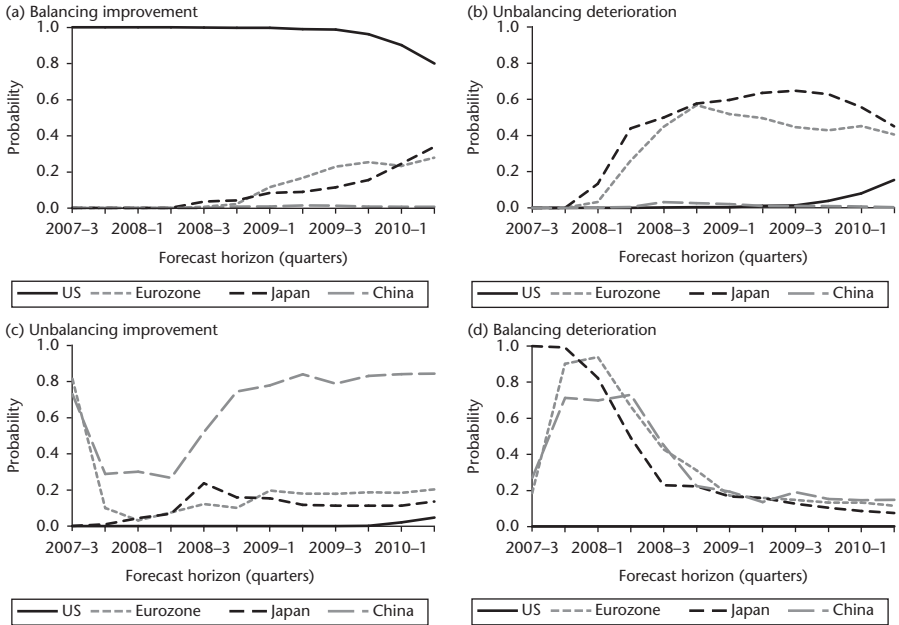 (a) Balancing improvement
1.0
0.8
0.6
0.4
0.2
0.0
Probability
2007–3 2008–1 2008–3 2009–1 2009–3 2010–1
Forecast horizon (quarters)
US Eurozone Japan China
(b) Unbalancing deterioration
1.0
0.8
0.6
0.4
0.2
0.0
Probability
2007–3 2008–1 2008–3 2009–1 2009–3 2010–1
Forecast horizon (quarters)
US Eurozone Japan China
(c) Unbalancing improvement
1.0
0.8
0.6
0.4
0.2
0.0
Probability
2007–3 2008–1 2008–3 2009–1 2009–3 2010–1
Forecast horizon (quarters)
US Eurozone Japan China
(d) Balancing deterioration
1.0
0.8
0.6
0.4
0.2
0.0
Probability
2007–3 2008–1 2008–3 2009–1 2009–3 2010–1
Forecast horizon (quarters)
US Eurozone Japan China